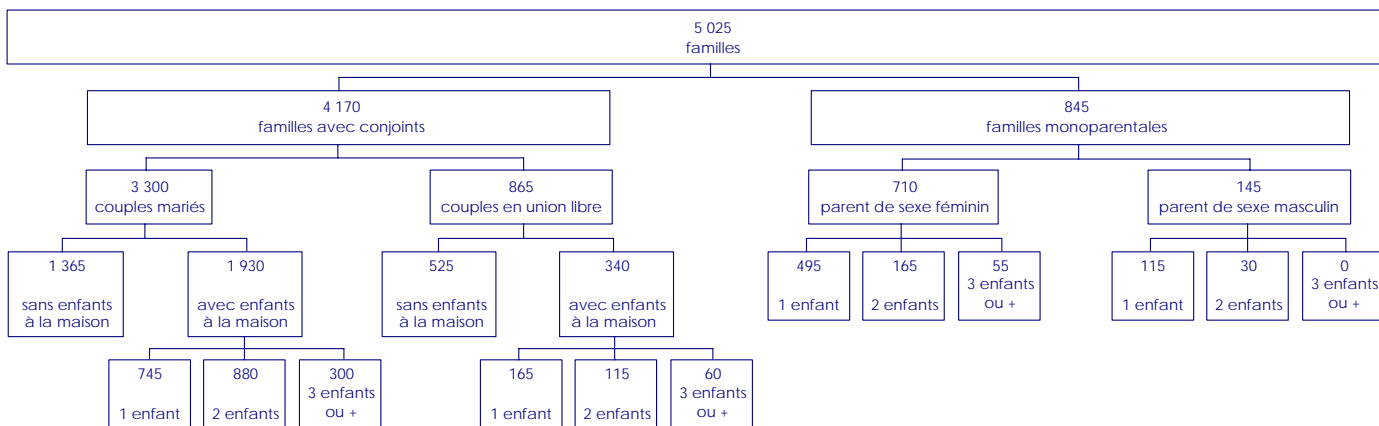 5 025
familles
4 170
familles avec conjoints
845
familles monoparentales
3 300
couples mariés
865
couples en union libre
710
parent de sexe féminin
145
parent de sexe masculin
1 365
sans enfants
à la maison
1 930
avec enfants
à la maison
525
sans enfants
à la maison
340
avec enfants
à la maison
495
1 enfant
165
2 enfants
55
3 enfants
ou +
115
1 enfant
30
2 enfants
0
3 enfants
ou +
745
1 enfant
880
2 enfants
300
3 enfants
ou +
165
1 enfant
115
2 enfants
60
3 enfants
ou +